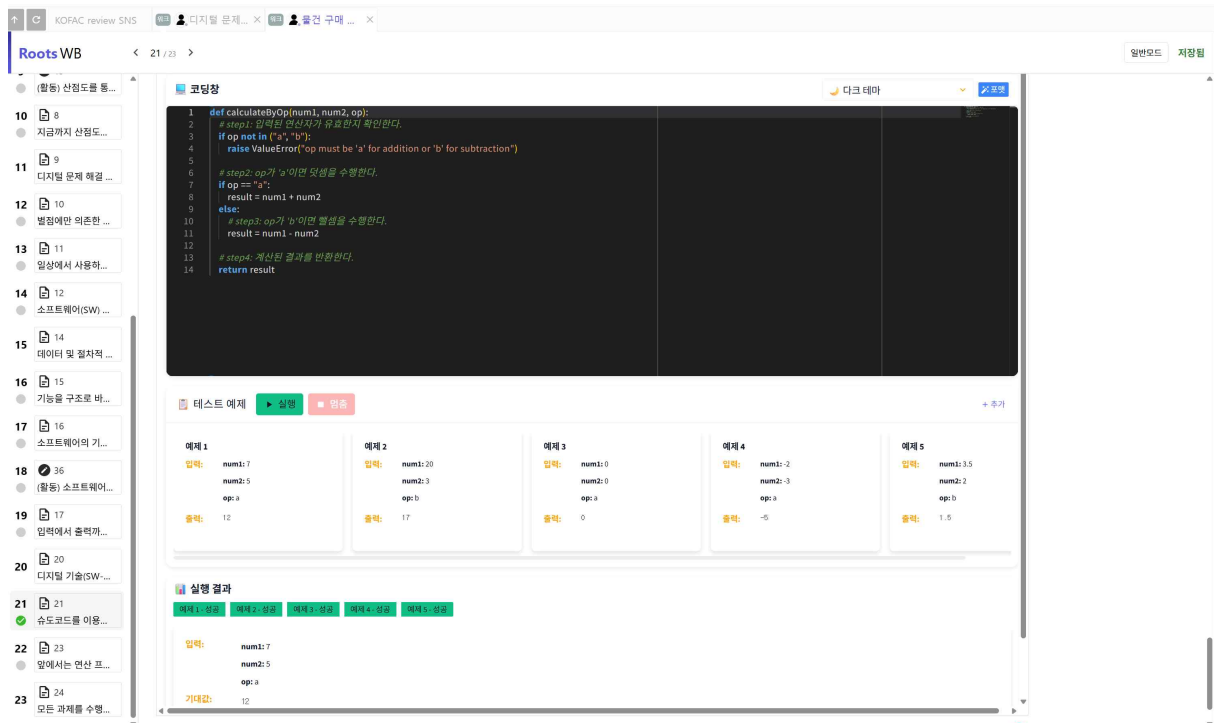 KOFAC review SNS
워크
디지털 문제...
워크
물건 구매 ...
Roots WB
21 / 23
일반모드
저장됨
(활동) 산점도를 통...
10
8
지금까지 산점도...
11
9
디지털 문제 해결 ...
12
10
별점에만 의존한 ...
13
11
일상에서 사용하...
14
12
소프트웨어(SW) ...
15
14
데이터 및 절차적 ...
16
15
기능을 구조로 바...
17
16
소프트웨어의 기...
18
36
(활동) 소프트웨어...
19
17
입력에서 출력까...
20
20
디지털 기술(SW-...
21
21
슈도코드를 이용...
22
23
앞에서는 연산 프...
23
24
모든 과제를 수행...
코딩창
다크 테마
포맷
1 def calculateByOp(num1, num2, op):
2 # step1: 입력된 연산자가 유효한지 확인한다.
3 if op not in ("a", "b"):
4 raise ValueError("op must be 'a' for addition or 'b' for subtraction")
5
6 # step2: op가 'a'이면 덧셈을 수행한다.
7 if op == "a":
8 result = num1 + num2
9 else:
10 # step3: op가 'b'이면 뺄셈을 수행한다.
11 result = num1 - num2
12
13 # step4: 계산된 결과를 반환한다.
14 return result
테스트 예제
실행
멈춤
+ 추가
예제 1
입력: num1: 7
num2: 5
op: a
출력: 12
예제 2
입력: num1: 20
num2: 3
op: b
출력: 17
예제 3
입력: num1: 0
num2: 0
op: a
출력: 0
예제 4
입력: num1: -2
num2: -3
op: a
출력: -5
예제 5
입력: num1: 3.5
num2: 2
op: b
출력: 1.5
실행 결과
예제 1 - 성공
예제 2 - 성공
예제 3 - 성공
예제 4 - 성공
예제 5 - 성공
입력: num1: 7
num2: 5
op: a
기대값: 12